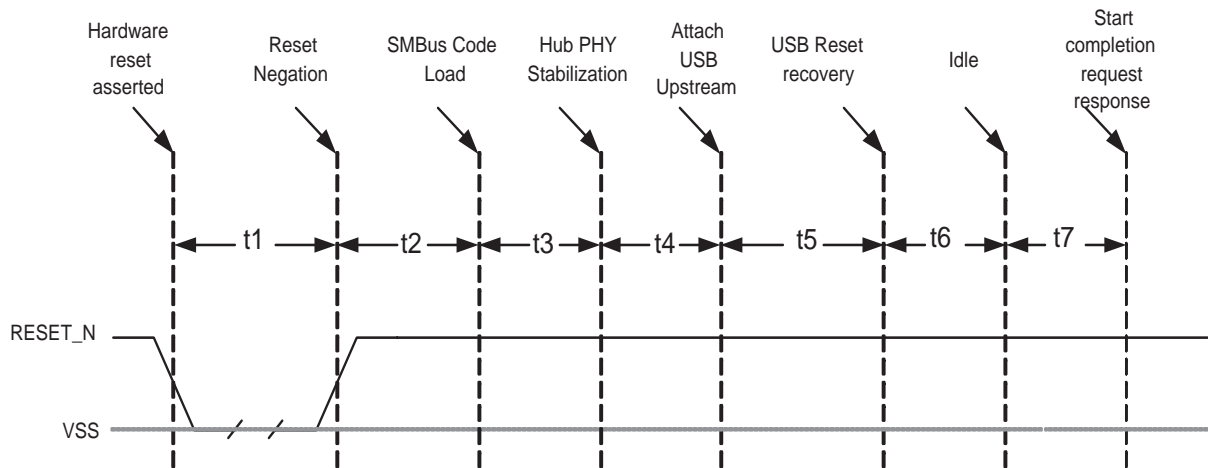 Hardware
reset
asserted
Reset
Negation
SMBus Code
Load
Hub PHY
Stabilization
Attach
USB
Upstream
USB Reset
recovery
Idle
Start
completion
request
response
t1
t2
t3
t4
t5
t6
t7
RESET_N
VSS